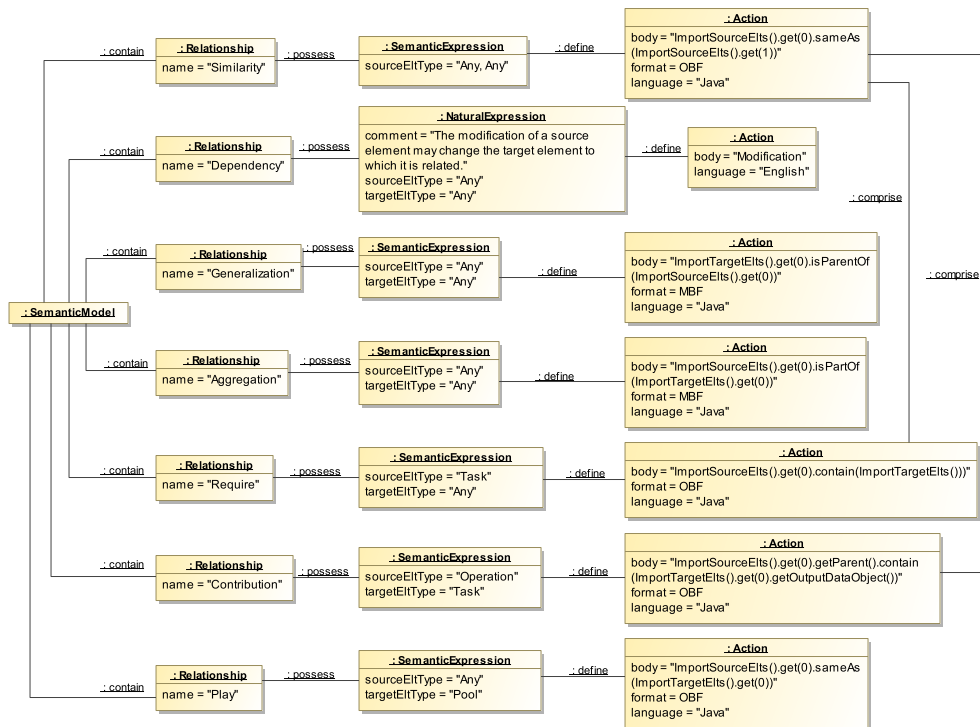 : contain
: Relationship
name = "Similarity"
: possess
: SemanticExpression
sourceEltType = "Any, Any"
: define
: Action
body = "ImportSourceElts().get(0).sameAs
(ImportSourceElts().get(1))"
format = OBF
language = "Java"
: contain
: Relationship
name = "Dependency"
: possess
: NaturalExpression
comment = "The modification of a source
element may change the target element to
which it is related."
sourceEltType = "Any"
targetEltType = "Any"
: define
: Action
body = "Modification"
language = "English"
: comprise
: contain
: Relationship
name = "Generalization"
: possess
: SemanticExpression
sourceEltType = "Any"
targetEltType = "Any"
: define
: Action
body = "ImportTargetElts().get(0).isParentOf
(ImportSourceElts().get(0))"
format = MBF
language = "Java"
: comprise
: SemanticModel
: contain
: Relationship
name = "Aggregation"
: possess
: SemanticExpression
sourceEltType = "Any"
targetEltType = "Any"
: define
: Action
body = "ImportSourceElts().get(0).isPartOf
(ImportTargetElts().get(0))"
format = MBF
language = "Java"
: contain
: Relationship
name = "Require"
: possess
: SemanticExpression
sourceEltType = "Task"
targetEltType = "Any"
: define
: Action
body = "ImportSourceElts().get(0).contain(ImportTargetElts()))"
format = OBF
language = "Java"
: contain
: Relationship
name = "Contribution"
: possess
: SemanticExpression
sourceEltType = "Operation"
targetEltType = "Task"
: define
: Action
body = "ImportSourceElts().get(0).getParent().contain
(ImportTargetElts().get(0).getOutputDataObject())"
format = OBF
language = "Java"
: contain
: Relationship
name = "Play"
: possess
: SemanticExpression
sourceEltType = "Any"
targetEltType = "Pool"
: define
: Action
body = "ImportSourceElts().get(0).sameAs
(ImportTargetElts().get(0))"
format = OBF
language = "Java"